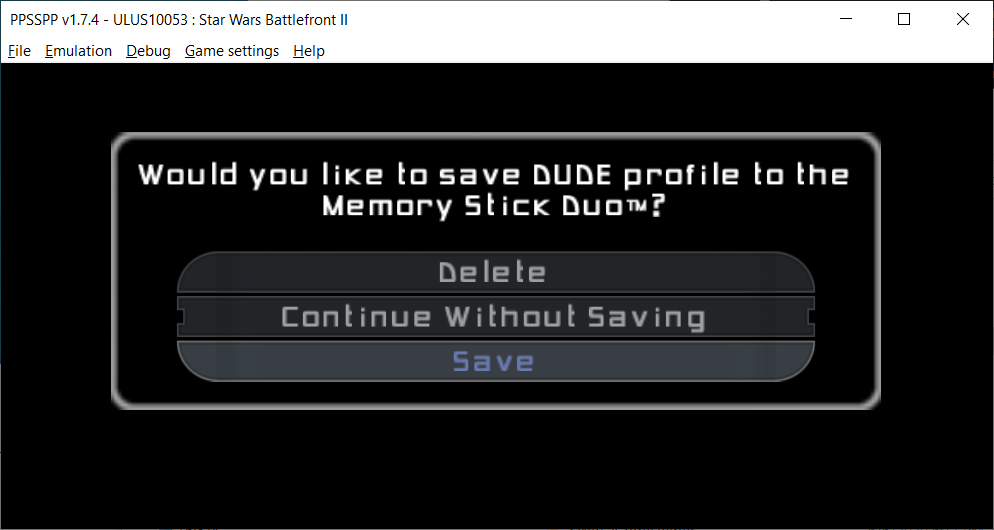 PPSSPP v1.7.4 - ULUS10053 : Star Wars Battlefront II
File Emulation Debug Game settings Help
Would you like to save DUDE profile to the
Memory Stick Duo™?
Delete
Continue Without Saving
Save